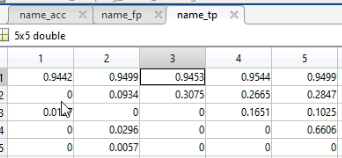 name_acc name_fp name_tp
5x5 double
1 2 3 4 5
1 0.9442 0.9499 0.9453 0.9544 0.9499
2 0 0.0934 0.3075 0.2665 0.2847
3 0 0 0.1651 0.1025
4 0 0.0296 0 0 0.6606
5 0 0.0057 0 0 0